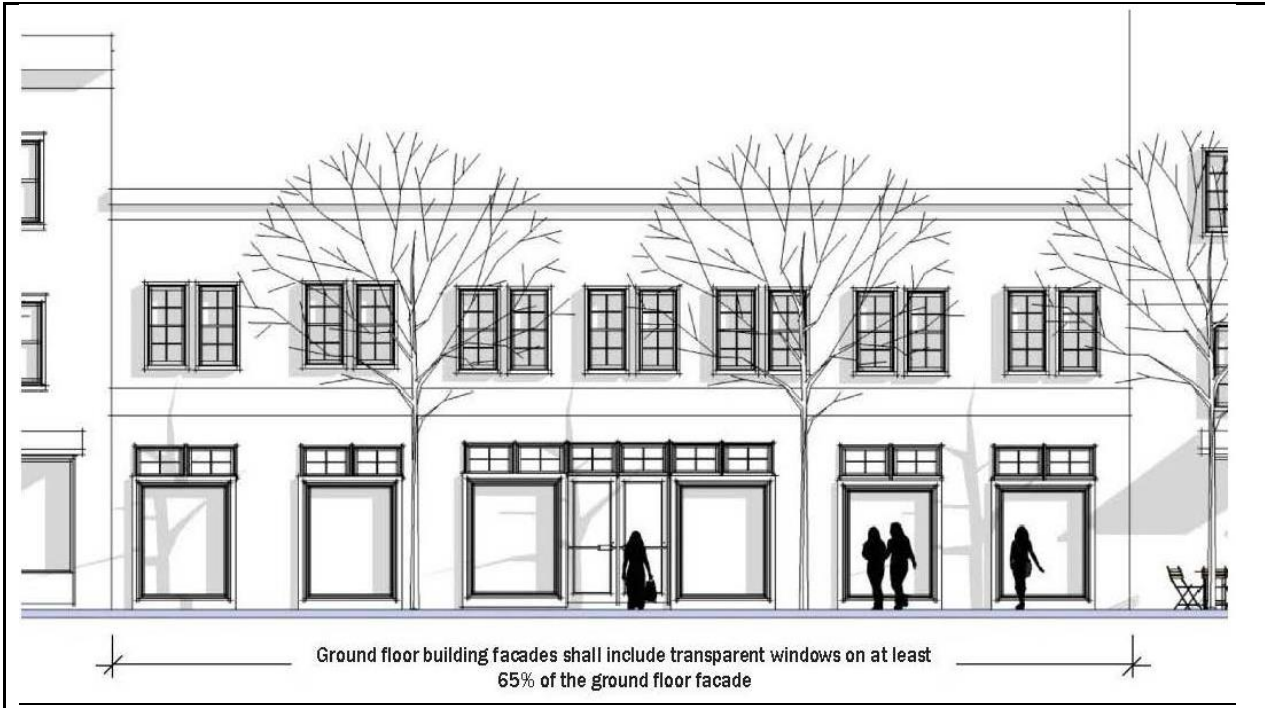 Ground floor building facades shall include transparent windows on at least
65% of the ground floor facade